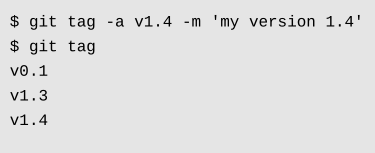 $ git tag -a v1.4 -m 'my version 1.4'
$ git tag
v0.1
v1.3
v1.4